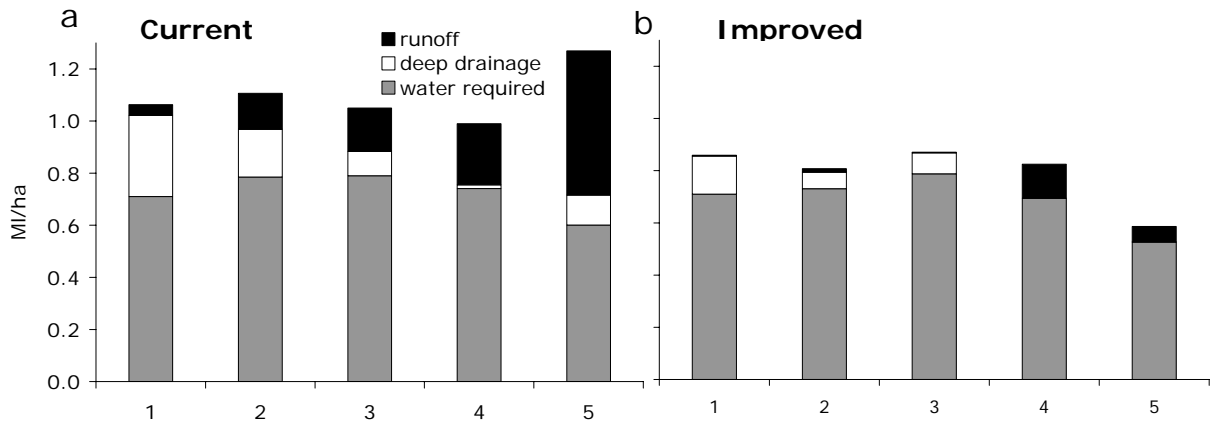 a
Current
runoff
deep drainage
water required
Ml/ha
1.2
1.0
0.8
0.6
0.4
0.2
0.0
1 2 3 4 5
b
Improved
1 2 3 4 5